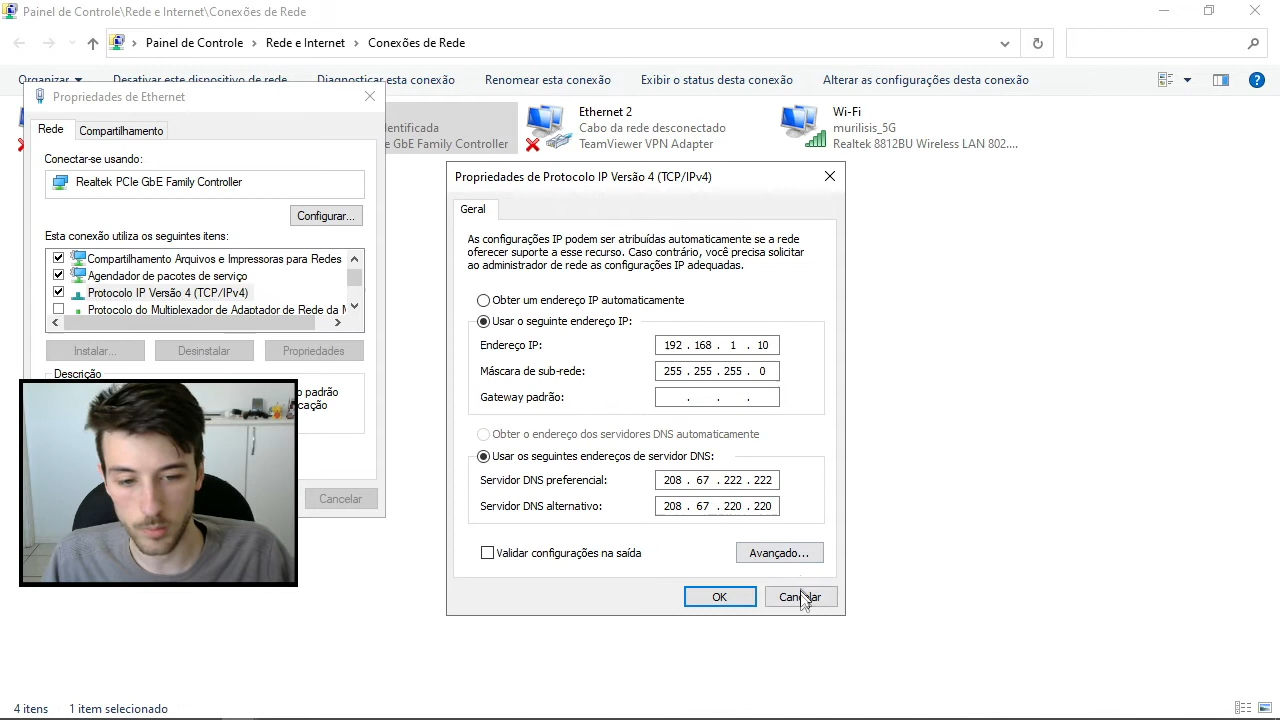 Painel de Controle\Rede e Internet\Conexões de Rede
Painel de Controle > Rede e Internet > Conexões de Rede
Organizar Desativar este dispositivo de rede Diagnosticar esta conexão Renomear esta conexão Exibir o status desta conexão Alterar as configurações desta conexão
Propriedades de Ethernet
Rede Compartilhamento
Conectar-se usando:
Realtek PCIe GbE Family Controller
Configurar...
Esta conexão utiliza os seguintes itens:
Compartilhamento Arquivos e Impressoras para Redes
Agendador de pacotes de serviço
Protocolo IP Versão 4 (TCP/IPv4)
Protocolo do Multiplexador de Adaptador de Rede da M
Instalar... Desinstalar Propriedades
Descrição
o padrão
cação
Cancelar
dentificada
e GbE Family Controller
Ethernet 2
Cabo da rede desconectado
TeamViewer VPN Adapter
Wi-Fi
murilisis_5G
Realtek 8812BU Wireless LAN 802....
Propriedades de Protocolo IP Versão 4 (TCP/IPv4)
Geral
As configurações IP podem ser atribuídas automaticamente se a rede
oferecer suporte a esse recurso. Caso contrário, você precisa solicitar
ao administrador de rede as configurações IP adequadas.
Obter um endereço IP automaticamente
Usar o seguinte endereço IP:
Endereço IP: 192 . 168 . 1 . 10
Máscara de sub-rede: 255 . 255 . 255 . 0
Gateway padrão: . . .
Obter o endereço dos servidores DNS automaticamente
Usar os seguintes endereços de servidor DNS:
Servidor DNS preferencial: 208 . 67 . 222 . 222
Servidor DNS alternativo: 208 . 67 . 220 . 220
Validar configurações na saída
Avançado...
OK Cancelar
4 itens 1 item selecionado